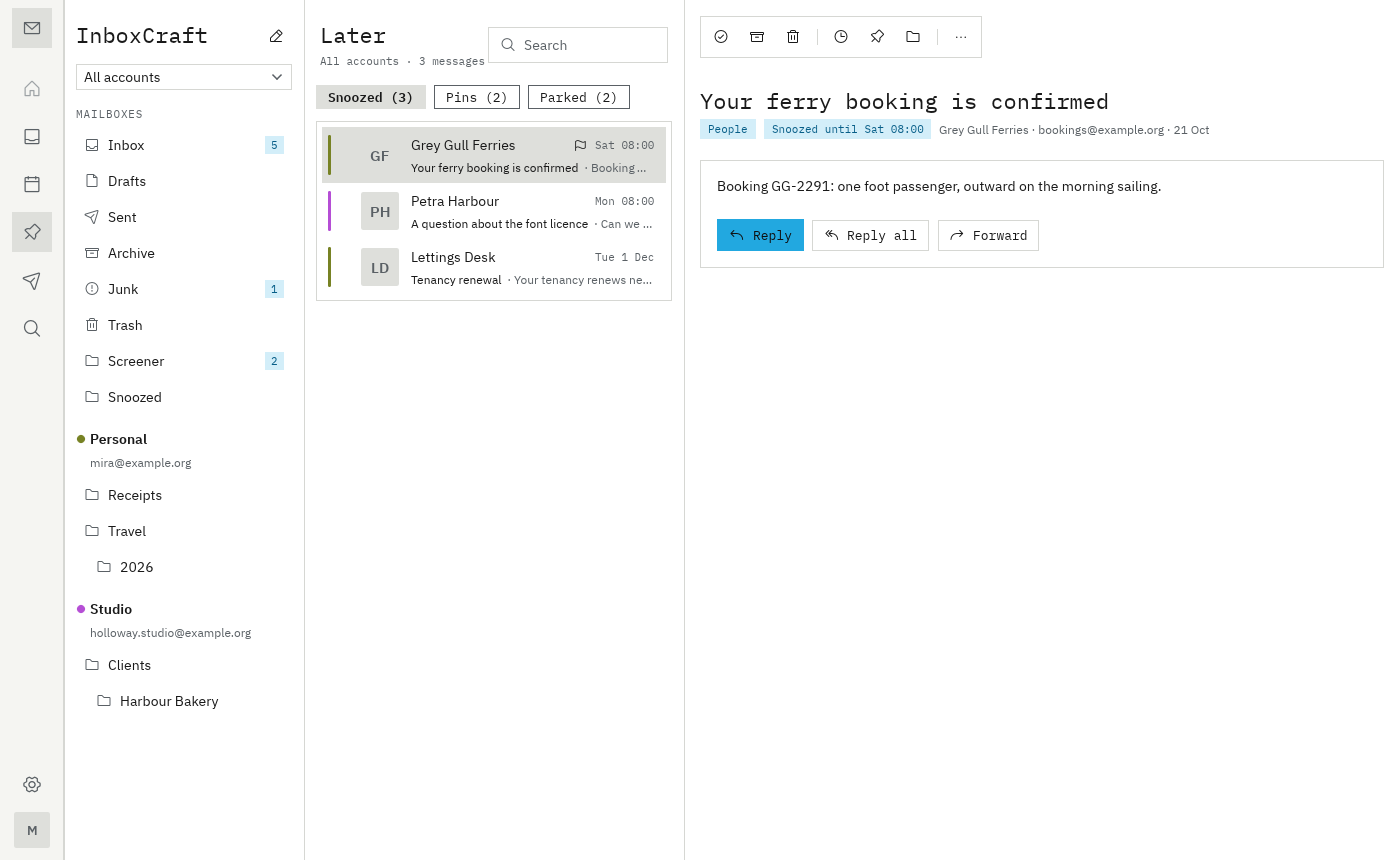 InboxCraft
All accounts
MAILBOXES
Inbox 5
Drafts
Sent
Archive
Junk 1
Trash
Screener 2
Snoozed
Personal
mira@example.org
Receipts
Travel
2026
Studio
holloway.studio@example.org
Clients
Harbour Bakery
M
Later
All accounts · 3 messages
Search
Snoozed (3) Pins (2) Parked (2)
GF Grey Gull Ferries Sat 08:00
Your ferry booking is confirmed · Booking …
PH Petra Harbour Mon 08:00
A question about the font licence · Can we …
LD Lettings Desk Tue 1 Dec
Tenancy renewal · Your tenancy renews ne…
Your ferry booking is confirmed
People Snoozed until Sat 08:00 Grey Gull Ferries · bookings@example.org · 21 Oct
Booking GG-2291: one foot passenger, outward on the morning sailing.
Reply Reply all Forward